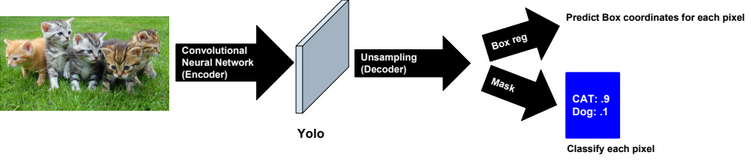 Convolutional
Neural Network
(Encoder)
Yolo
Unsampling
(Decoder)
Box reg
Mask
Predict Box coordinates for each pixel
CAT: .9
Dog: .1
Classify each pixel